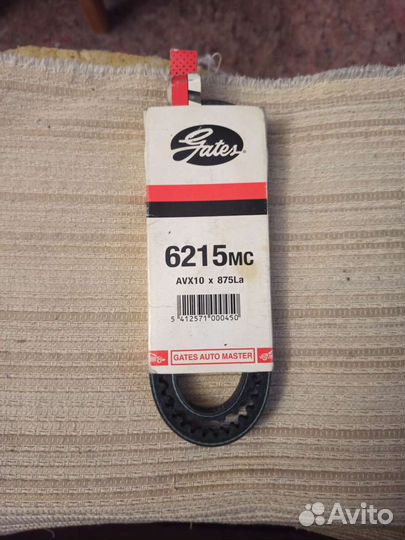 Gates
6215MC
AVX10 x 875La
5 412571 000450
GATES AUTO MASTER
Avito